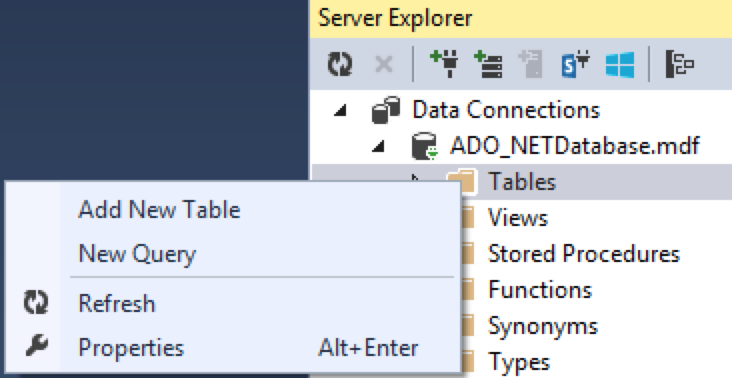 Server Explorer
Data Connections
ADO_NETDatabase.mdf
Tables
Views
Stored Procedures
Functions
Synonyms
Types
Add New Table
New Query
Refresh
Properties Alt+Enter